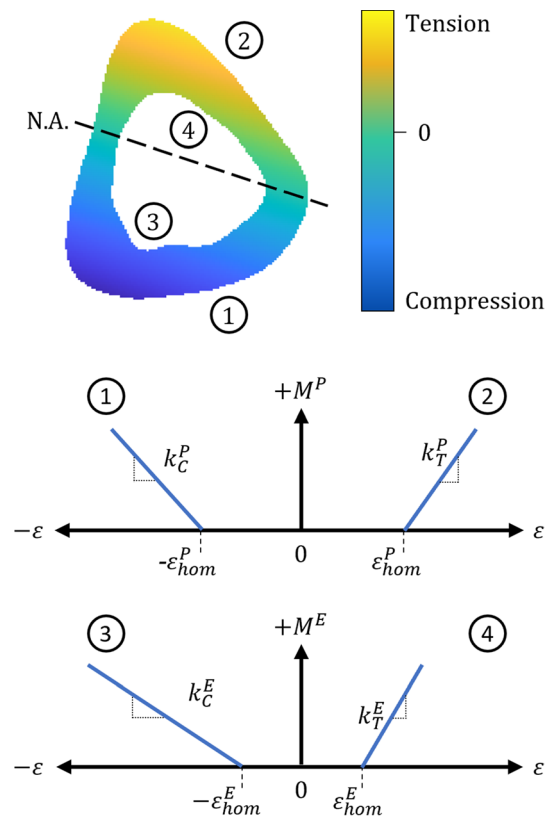 Tension
2
N.A.
4
0
3
Compression
1
1
+M^P
2
k_C^P
k_T^P
−ε
ε
-ε_hom^P
0
ε_hom^P
3
+M^E
4
k_C^E
k_T^E
−ε
ε
−ε_hom^E
0
ε_hom^E